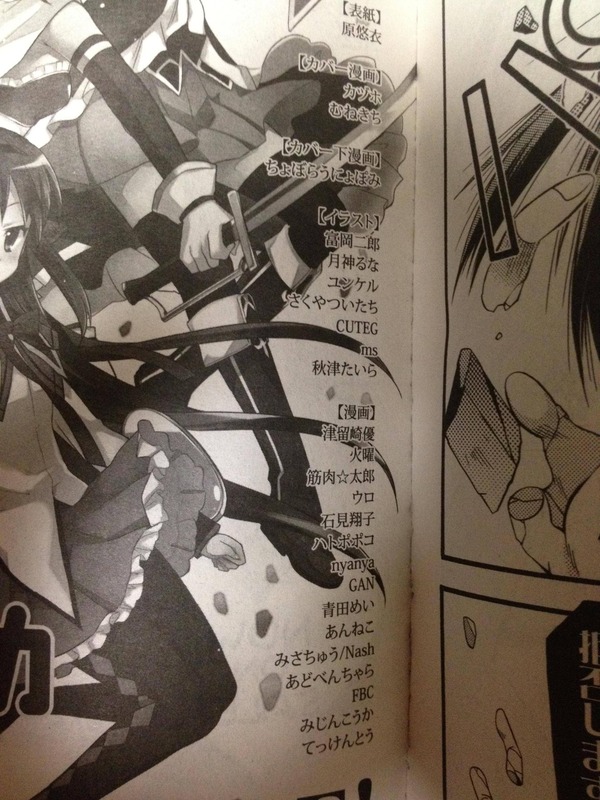 【表紙】
原悠衣
【カバー漫画】
カヅホ
むねきち
【カバー下漫画】
ちょぼらうにょぽみ
【イラスト】
富岡二郎
月神るな
ユンケル
さくやついたち
CUTEG
ms
秋津たいら
【漫画】
津留崎優
火曜
筋肉☆太郎
ウロ
石見翔子
ハトポポコ
nyanya
GAN
青田めい
あんねこ
みさちゅう/Nash
あどべんちゃら
FBC
みじんこうか
てっけんとう